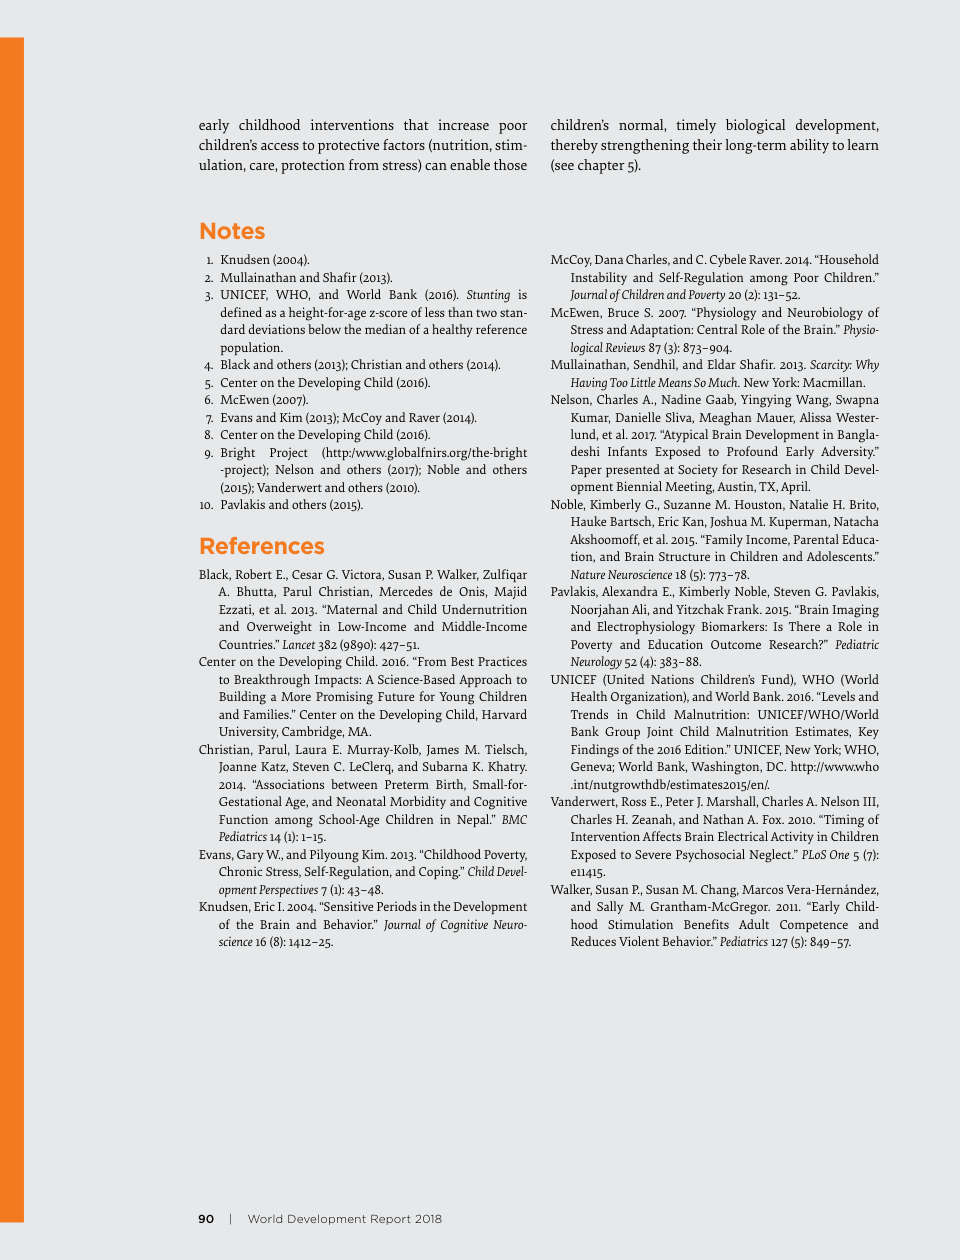 early childhood interventions that increase poor
children's access to protective factors (nutrition, stim-
ulation, care, protection from stress) can enable those
children's normal, timely biological development,
thereby strengthening their long-term ability to learn
(see chapter 5).
Notes
1. Knudsen (2004).
2. Mullainathan and Shafir (2013).
3. UNICEF, WHO, and World Bank (2016). Stunting is
defined as a height-for-age z-score of less than two stan-
dard deviations below the median of a healthy reference
population.
4. Black and others (2013); Christian and others (2014).
5. Center on the Developing Child (2016).
6. McEwen (2007).
7. Evans and Kim (2013); McCoy and Raver (2014).
8. Center on the Developing Child (2016).
9. Bright Project (http:/www.globalfnirs.org/the-bright
-project); Nelson and others (2017); Noble and others
(2015); Vanderwert and others (2010).
10. Pavlakis and others (2015).
References
Black, Robert E., Cesar G. Victora, Susan P. Walker, Zulfiqar
A. Bhutta, Parul Christian, Mercedes de Onis, Majid
Ezzati, et al. 2013. “Maternal and Child Undernutrition
and Overweight in Low-Income and Middle-Income
Countries.” Lancet 382 (9890): 427–51.
Center on the Developing Child. 2016. “From Best Practices
to Breakthrough Impacts: A Science-Based Approach to
Building a More Promising Future for Young Children
and Families.” Center on the Developing Child, Harvard
University, Cambridge, MA.
Christian, Parul, Laura E. Murray-Kolb, James M. Tielsch,
Joanne Katz, Steven C. LeClerq, and Subarna K. Khatry.
2014. “Associations between Preterm Birth, Small-for-
Gestational Age, and Neonatal Morbidity and Cognitive
Function among School-Age Children in Nepal.” BMC
Pediatrics 14 (1): 1–15.
Evans, Gary W., and Pilyoung Kim. 2013. “Childhood Poverty,
Chronic Stress, Self-Regulation, and Coping.” Child Devel-
opment Perspectives 7 (1): 43–48.
Knudsen, Eric I. 2004. “Sensitive Periods in the Development
of the Brain and Behavior.” Journal of Cognitive Neuro-
science 16 (8): 1412–25.
McCoy, Dana Charles, and C. Cybele Raver. 2014. “Household
Instability and Self-Regulation among Poor Children.”
Journal of Children and Poverty 20 (2): 131–52.
McEwen, Bruce S. 2007. “Physiology and Neurobiology of
Stress and Adaptation: Central Role of the Brain.” Physio-
logical Reviews 87 (3): 873–904.
Mullainathan, Sendhil, and Eldar Shafir. 2013. Scarcity: Why
Having Too Little Means So Much. New York: Macmillan.
Nelson, Charles A., Nadine Gaab, Yingying Wang, Swapna
Kumar, Danielle Sliva, Meaghan Mauer, Alissa Wester-
lund, et al. 2017. “Atypical Brain Development in Bangla-
deshi Infants Exposed to Profound Early Adversity.”
Paper presented at Society for Research in Child Devel-
opment Biennial Meeting, Austin, TX, April.
Noble, Kimberly G., Suzanne M. Houston, Natalie H. Brito,
Hauke Bartsch, Eric Kan, Joshua M. Kuperman, Natacha
Akshoomoff, et al. 2015. “Family Income, Parental Educa-
tion, and Brain Structure in Children and Adolescents.”
Nature Neuroscience 18 (5): 773–78.
Pavlakis, Alexandra E., Kimberly Noble, Steven G. Pavlakis,
Noorjahan Ali, and Yitzchak Frank. 2015. “Brain Imaging
and Electrophysiology Biomarkers: Is There a Role in
Poverty and Education Outcome Research?” Pediatric
Neurology 52 (4): 383–88.
UNICEF (United Nations Children's Fund), WHO (World
Health Organization), and World Bank. 2016. “Levels and
Trends in Child Malnutrition: UNICEF/WHO/World
Bank Group Joint Child Malnutrition Estimates, Key
Findings of the 2016 Edition.” UNICEF, New York; WHO,
Geneva; World Bank, Washington, DC. http://www.who
.int/nutgrowthdb/estimates2015/en/.
Vanderwert, Ross E., Peter J. Marshall, Charles A. Nelson III,
Charles H. Zeanah, and Nathan A. Fox. 2010. “Timing of
Intervention Affects Brain Electrical Activity in Children
Exposed to Severe Psychosocial Neglect.” PLoS One 5 (7):
e11415.
Walker, Susan P., Susan M. Chang, Marcos Vera-Hernández,
and Sally M. Grantham-McGregor. 2011. “Early Child-
hood Stimulation Benefits Adult Competence and
Reduces Violent Behavior.” Pediatrics 127 (5): 849–57.
90 | World Development Report 2018